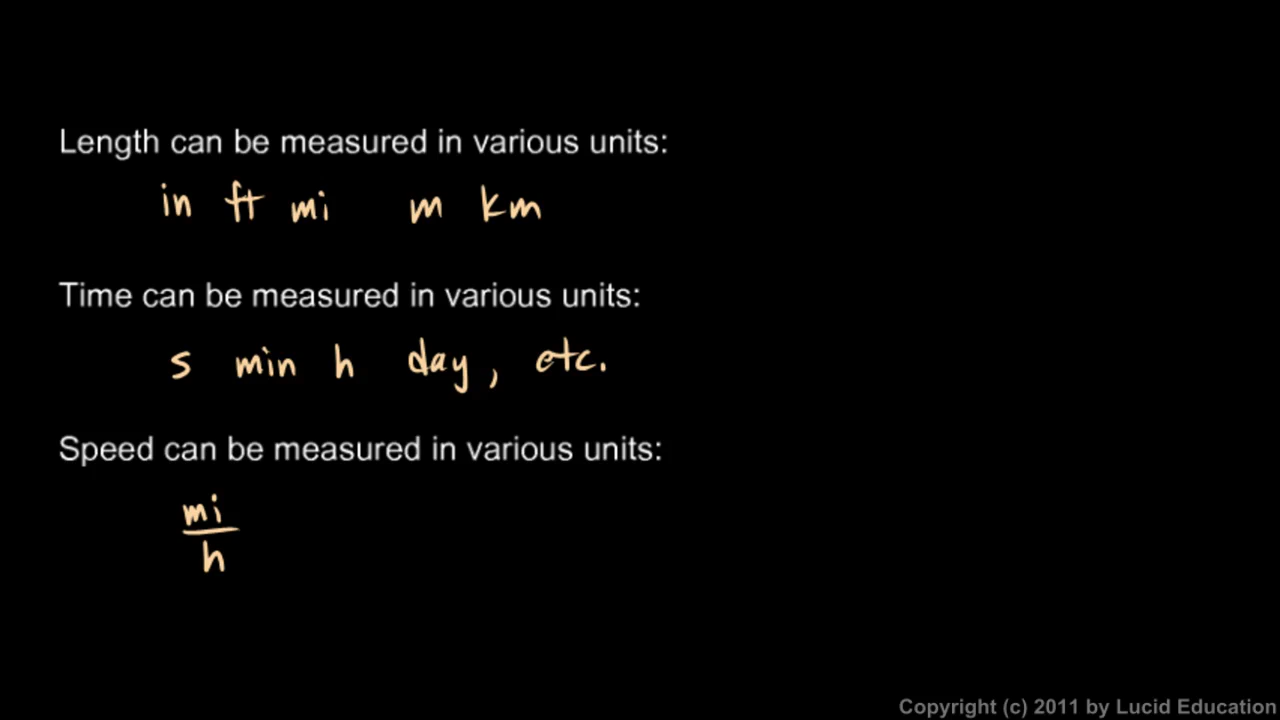 Length can be measured in various units:
in ft mi m km
Time can be measured in various units:
s min h day, etc.
Speed can be measured in various units:
mi
h
Copyright (c) 2011 by Lucid Education